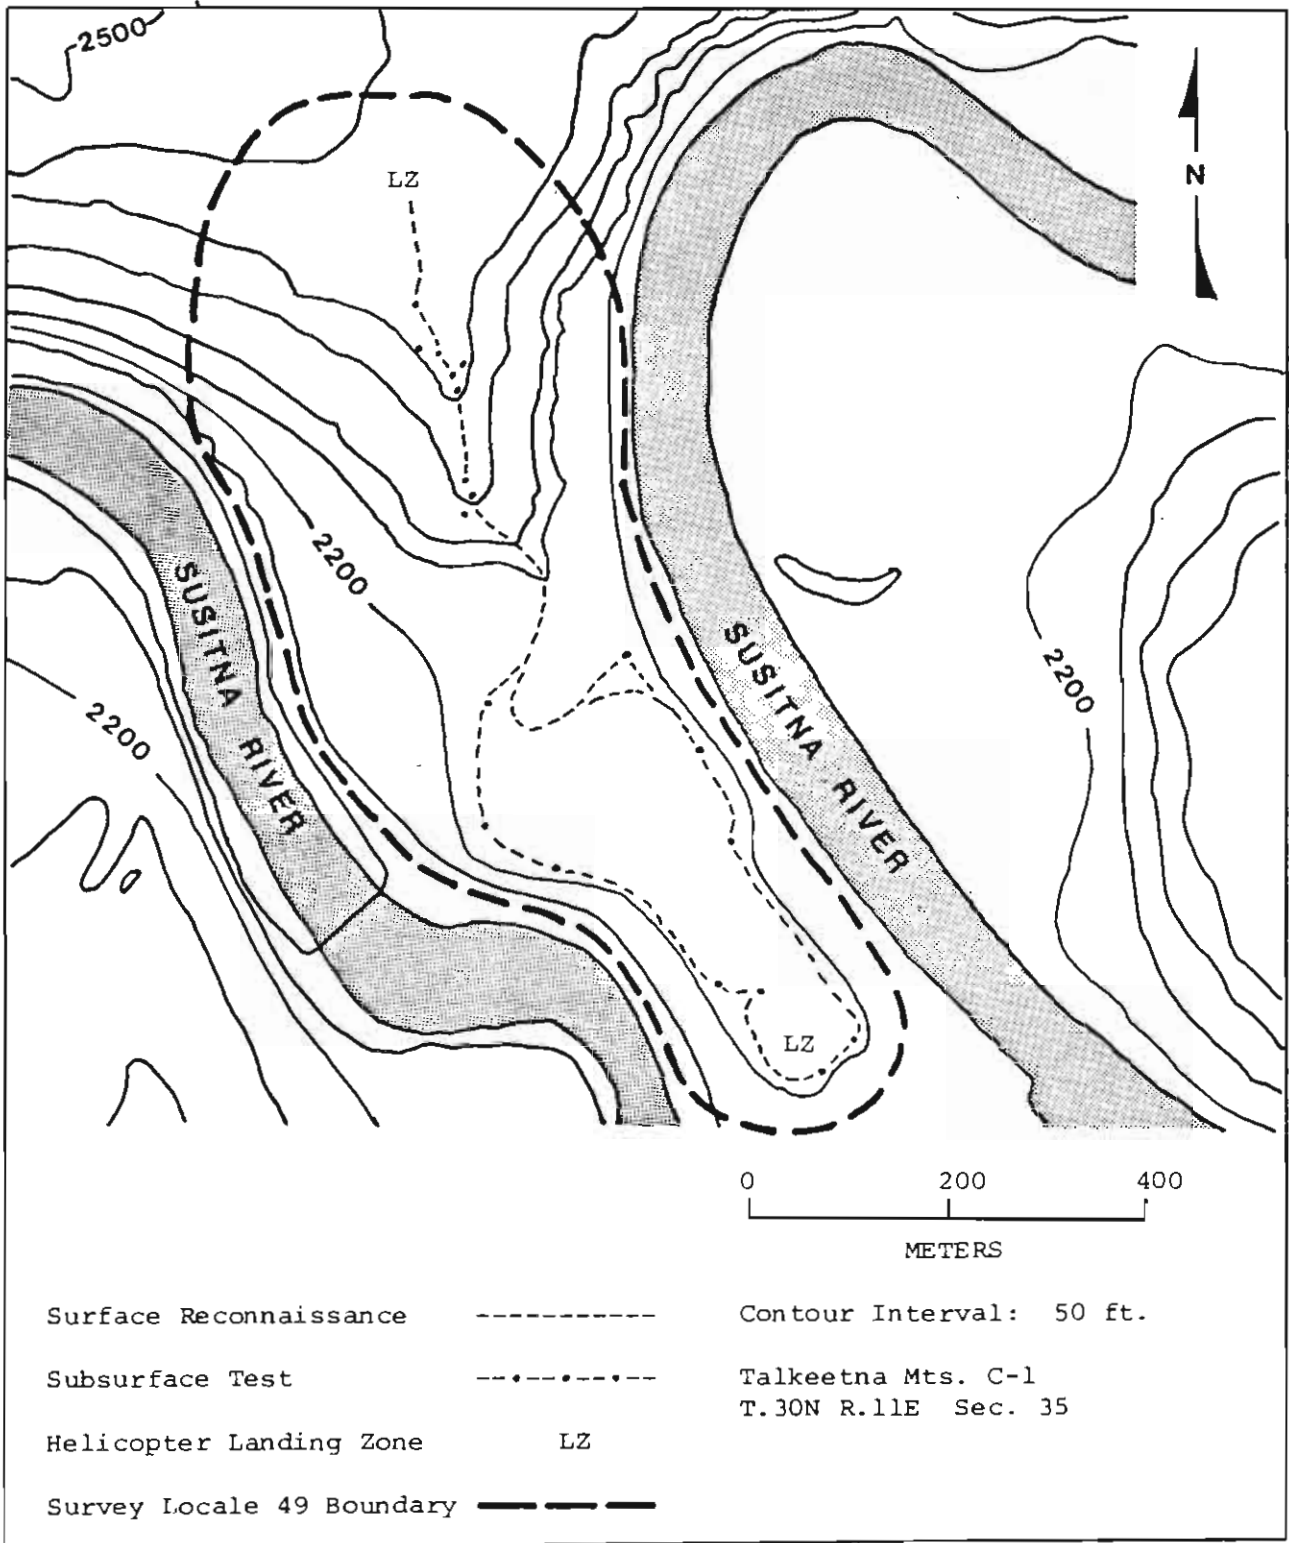 2500
LZ
N
2200
SUSITNA RIVER
SUSITNA RIVER
2200
2200
LZ
0 200 400
METERS
Surface Reconnaissance
Contour Interval: 50 ft.
Subsurface Test
Talkeetna Mts. C-1
T.30N R.11E Sec. 35
Helicopter Landing Zone LZ
Survey Locale 49 Boundary